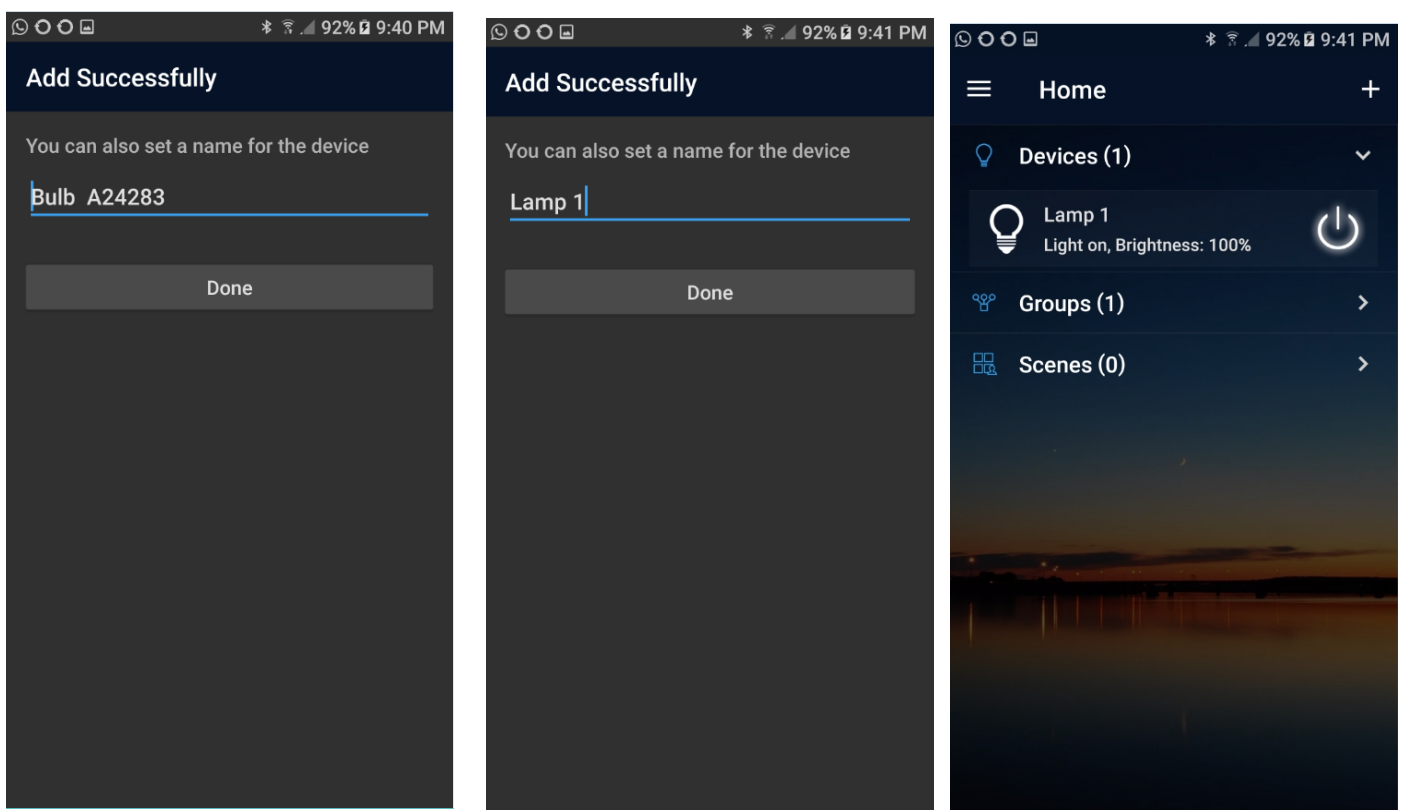 92% 9:40 PM
Add Successfully
You can also set a name for the device
Bulb A24283
Done
92% 9:41 PM
Add Successfully
You can also set a name for the device
Lamp 1
Done
92% 9:41 PM
Home
Devices (1)
Lamp 1
Light on, Brightness: 100%
Groups (1)
Scenes (0)